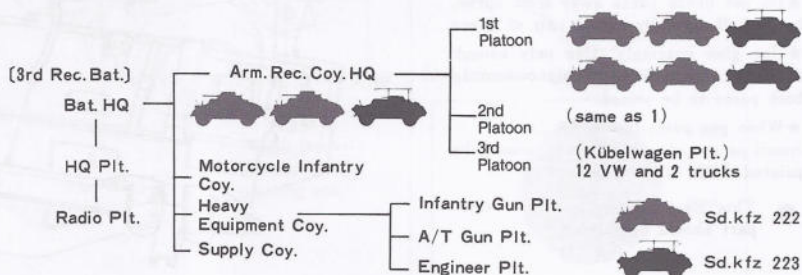 1st
Platoon
[3rd Rec. Bat.]
Arm. Rec. Coy. HQ
Bat. HQ
2nd
Platoon
(same as 1)
3rd
Platoon
(Kübelwagen Plt.)
12 VW and 2 trucks
HQ Plt.
Motorcycle Infantry
Coy.
Radio Plt.
Heavy
Equipment Coy.
Infantry Gun Plt.
Sd.kfz 222
A/T Gun Plt.
Supply Coy.
Engineer Plt.
Sd.kfz 223